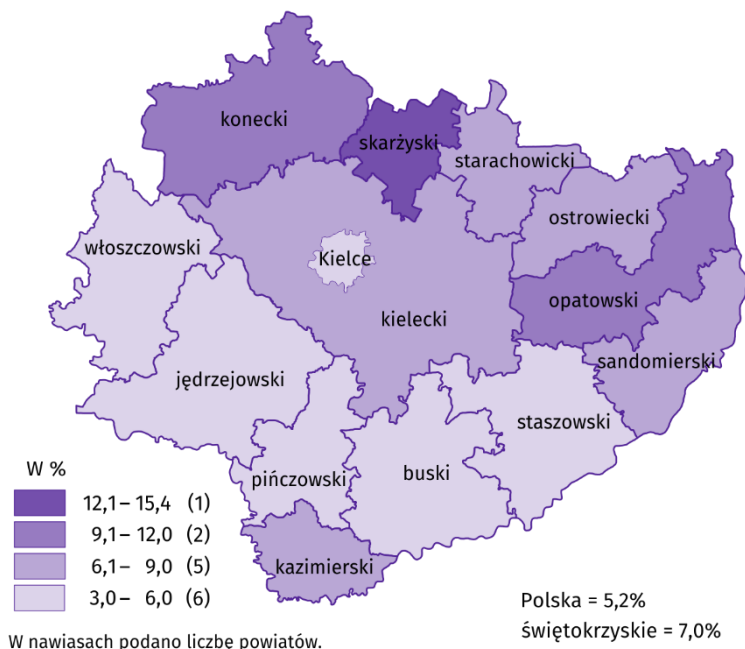 konecki
skarżyski
starachowicki
ostrowiecki
włoszczowski
Kielce
opatowski
kielecki
sandomierski
jędrzejowski
staszowski
pińczowski
buski
kazimierski
W %
12,1 – 15,4 (1)
9,1 – 12,0 (2)
6,1 – 9,0 (5)
3,0 – 6,0 (6)
Polska = 5,2%
świętokrzyskie = 7,0%
W nawiasach podano liczbę powiatów.